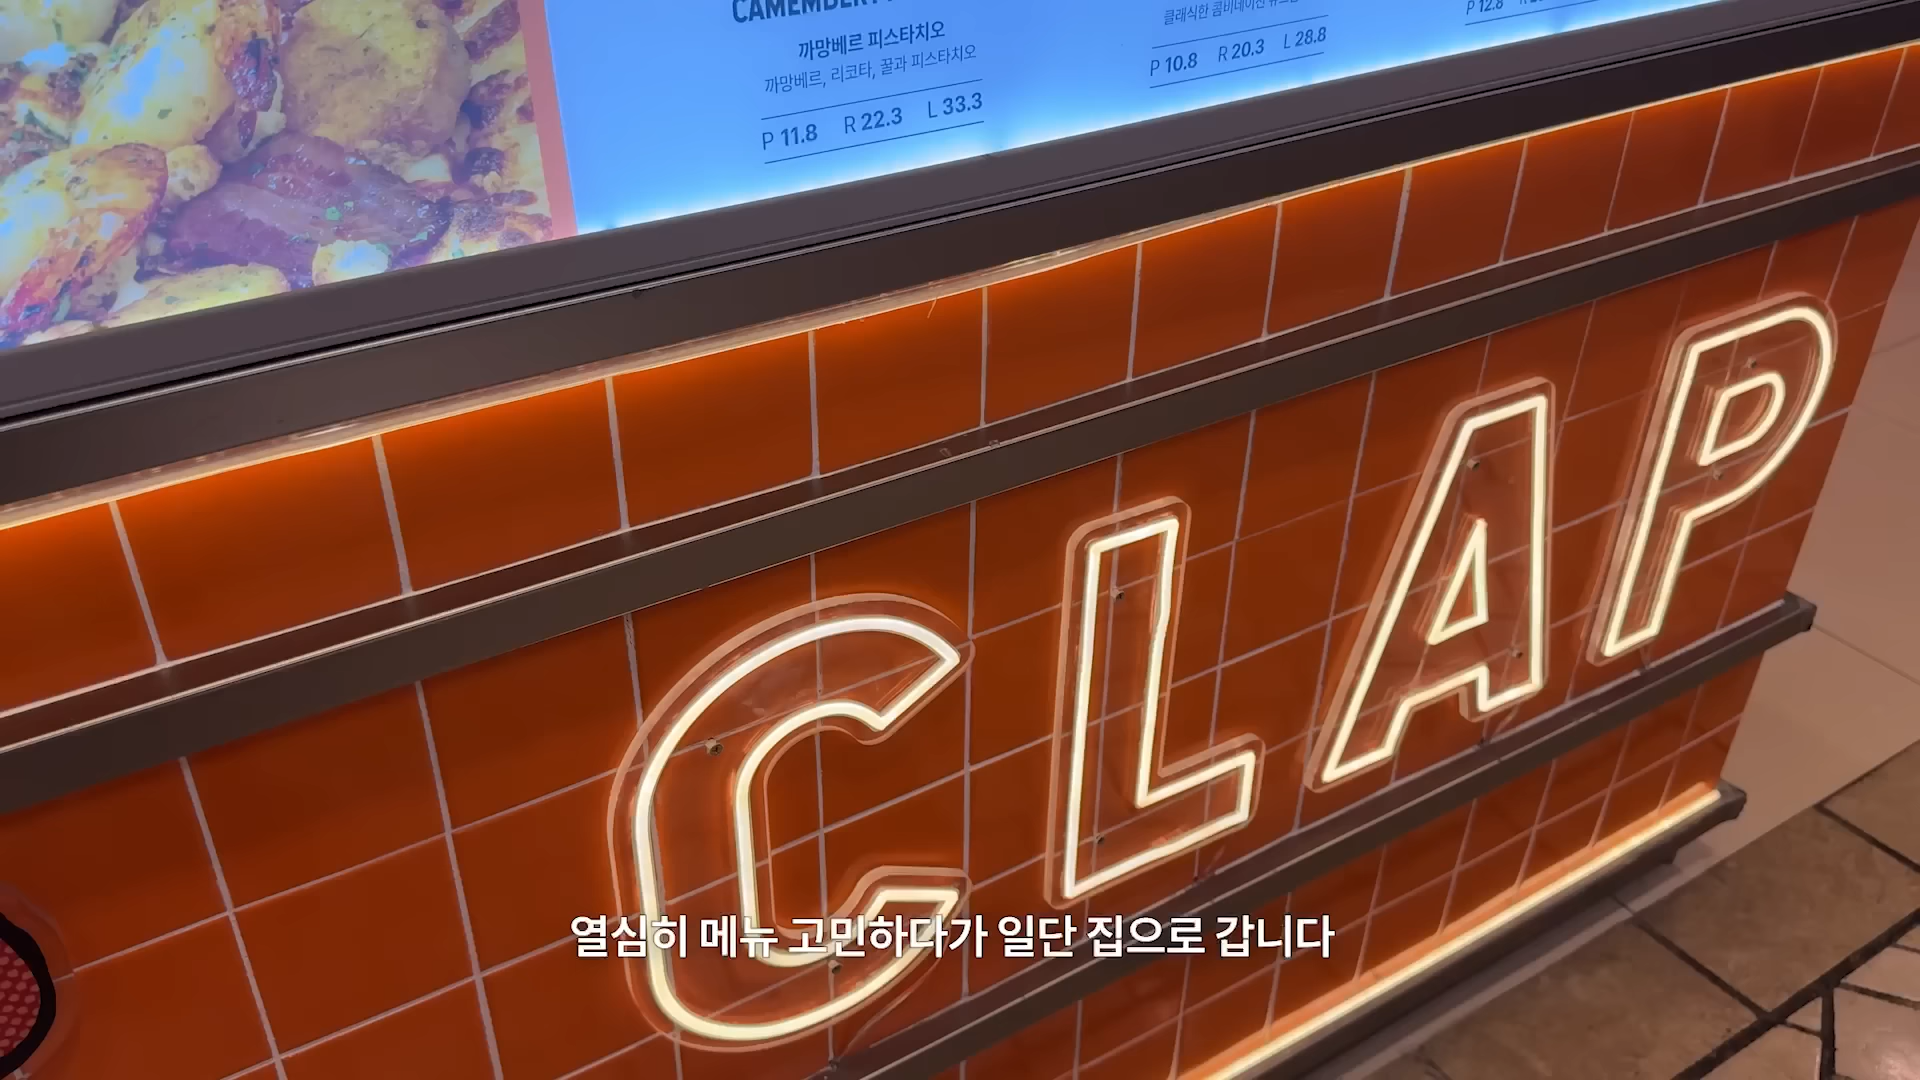 까망베르 피스타치오
까망베르, 리코타, 꿀과 피스타치오
P 11.8 R 22.3 L 33.3
P 10.8 R 20.3 L 28.8
P 12.8
CLAP
열심히 메뉴 고민하다가 일단 집으로 갑니다